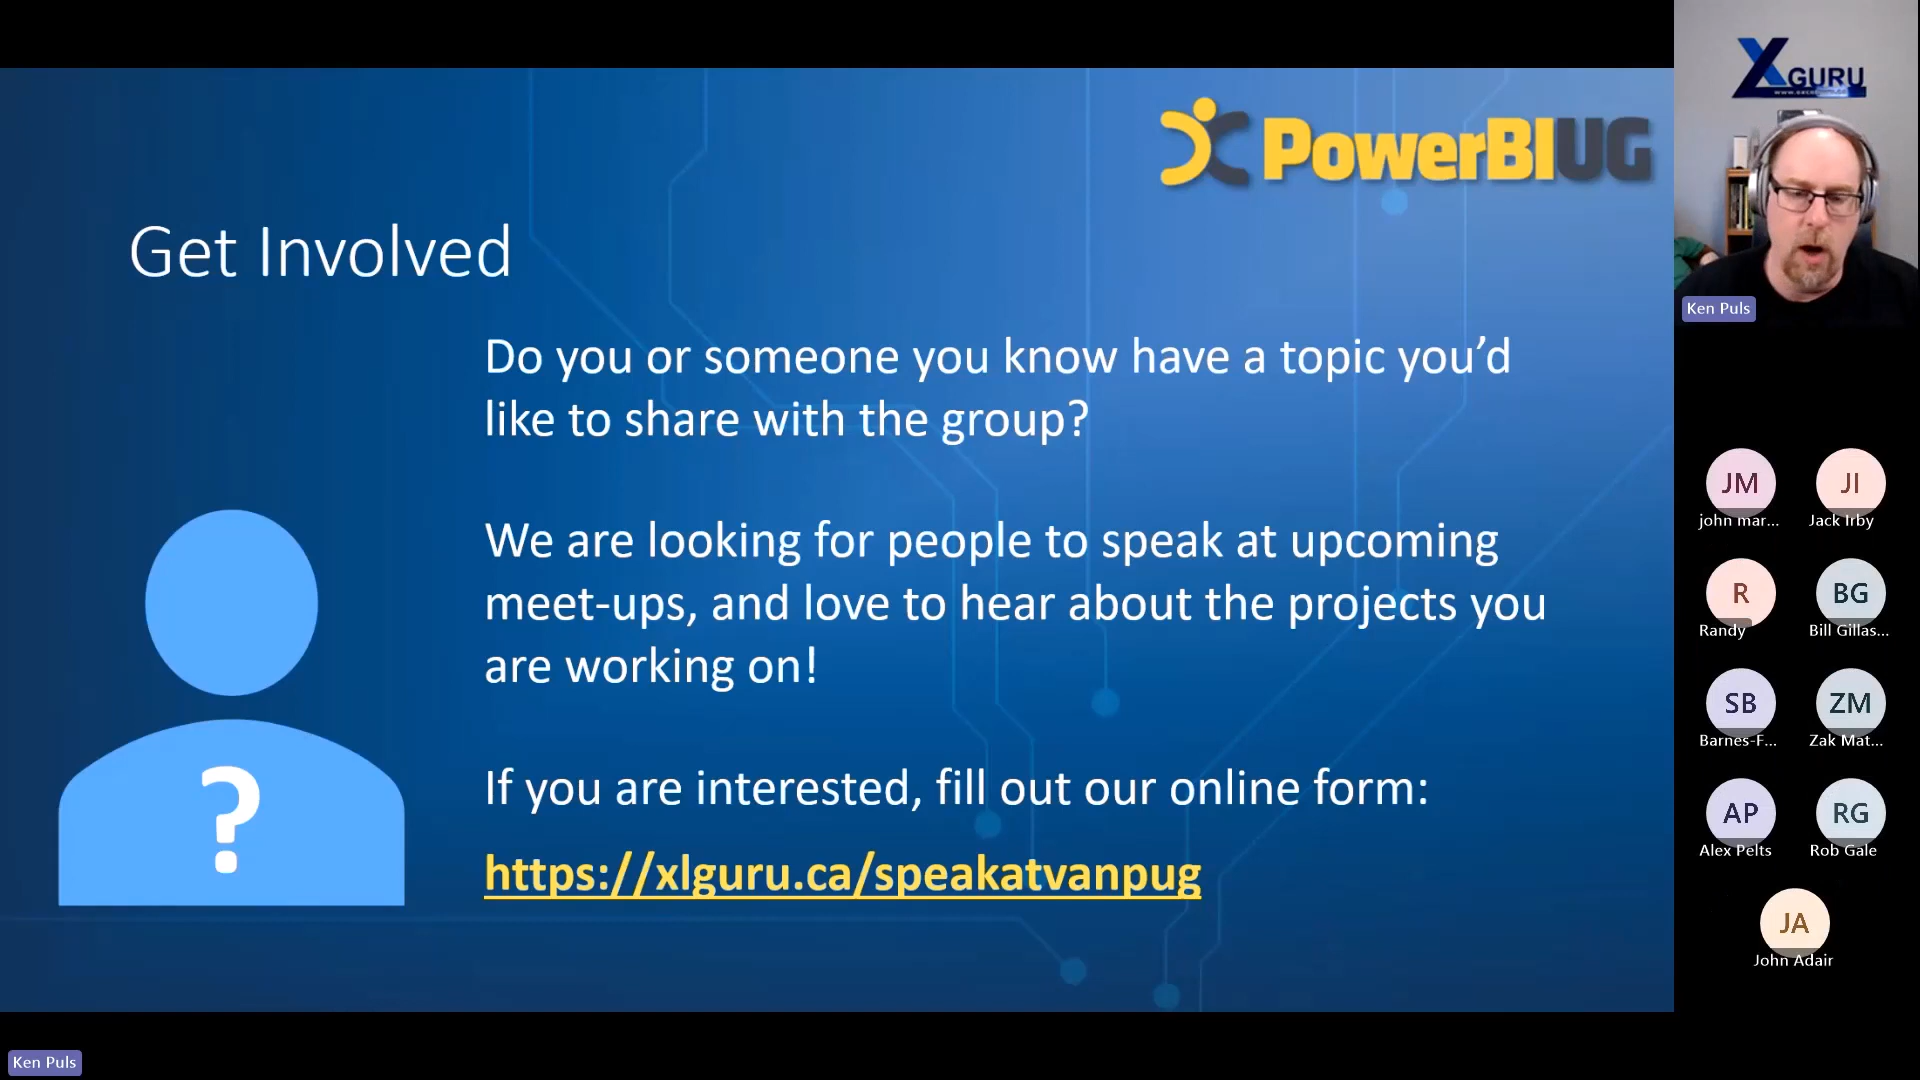 PowerBIUG
Get Involved
Do you or someone you know have a topic you’d
like to share with the group?
We are looking for people to speak at upcoming
meet-ups, and love to hear about the projects you
are working on!
If you are interested, fill out our online form:
https://xlguru.ca/speakatvanpug
?
XLGURU
Ken Puls
JM
john mar...
JI
Jack Irby
R
Randy
BG
Bill Gillas...
SB
Barnes-F...
ZM
Zak Mat...
AP
Alex Pelts
RG
Rob Gale
JA
John Adair
Ken Puls